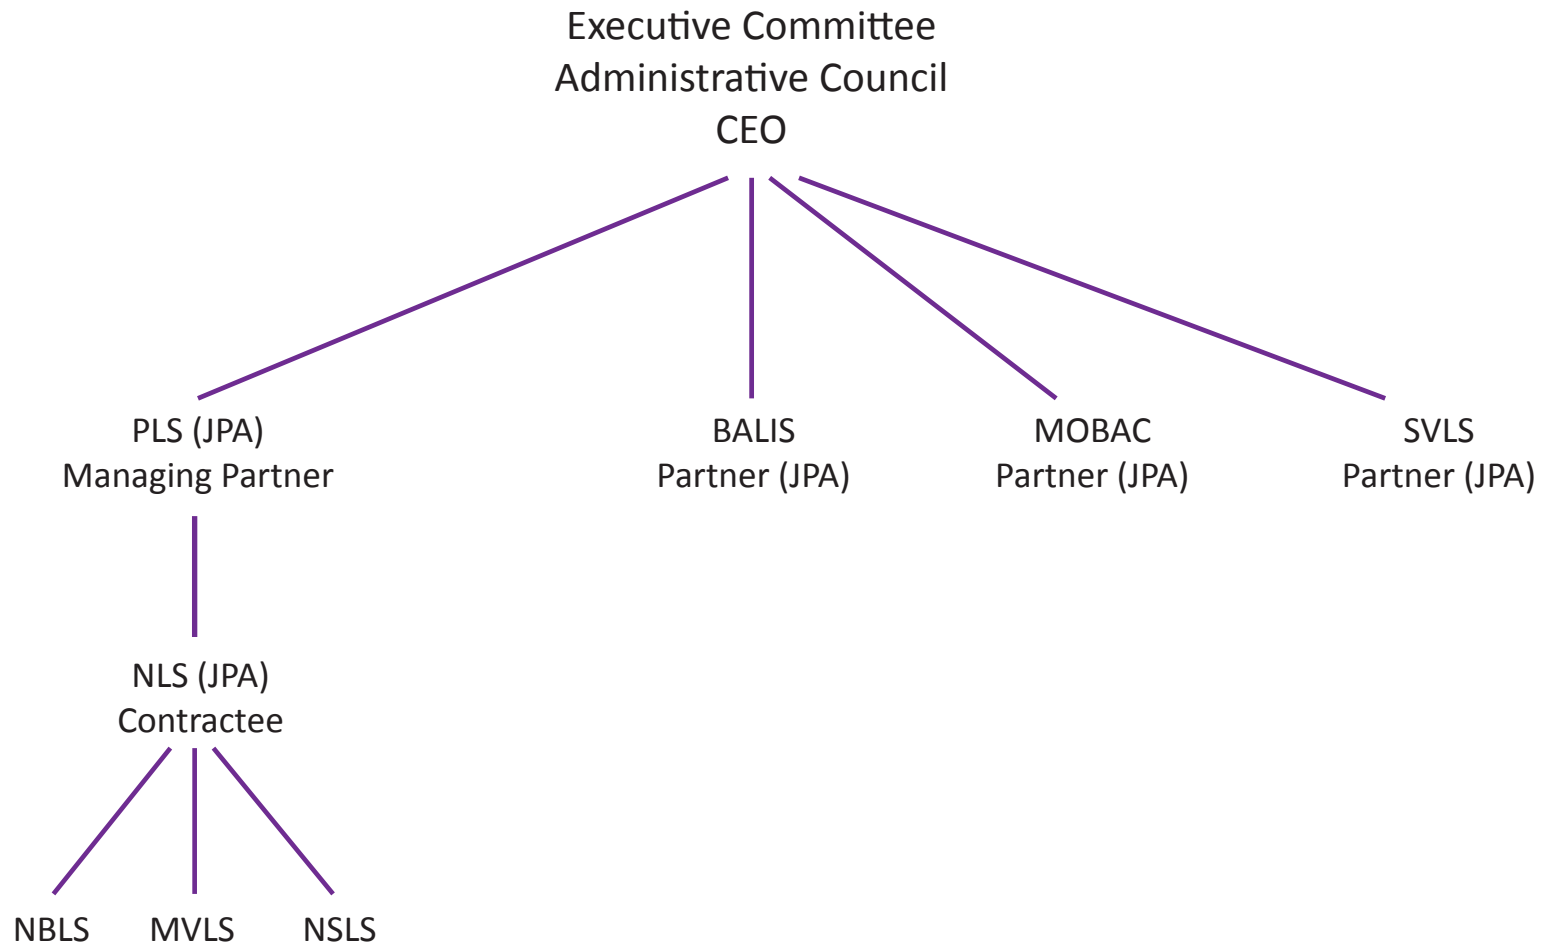 Executive Committee
Administrative Council
CEO
PLS (JPA)
Managing Partner
BALIS
Partner (JPA)
MOBAC
Partner (JPA)
SVLS
Partner (JPA)
NLS (JPA)
Contractee
NBLS
MVLS
NSLS